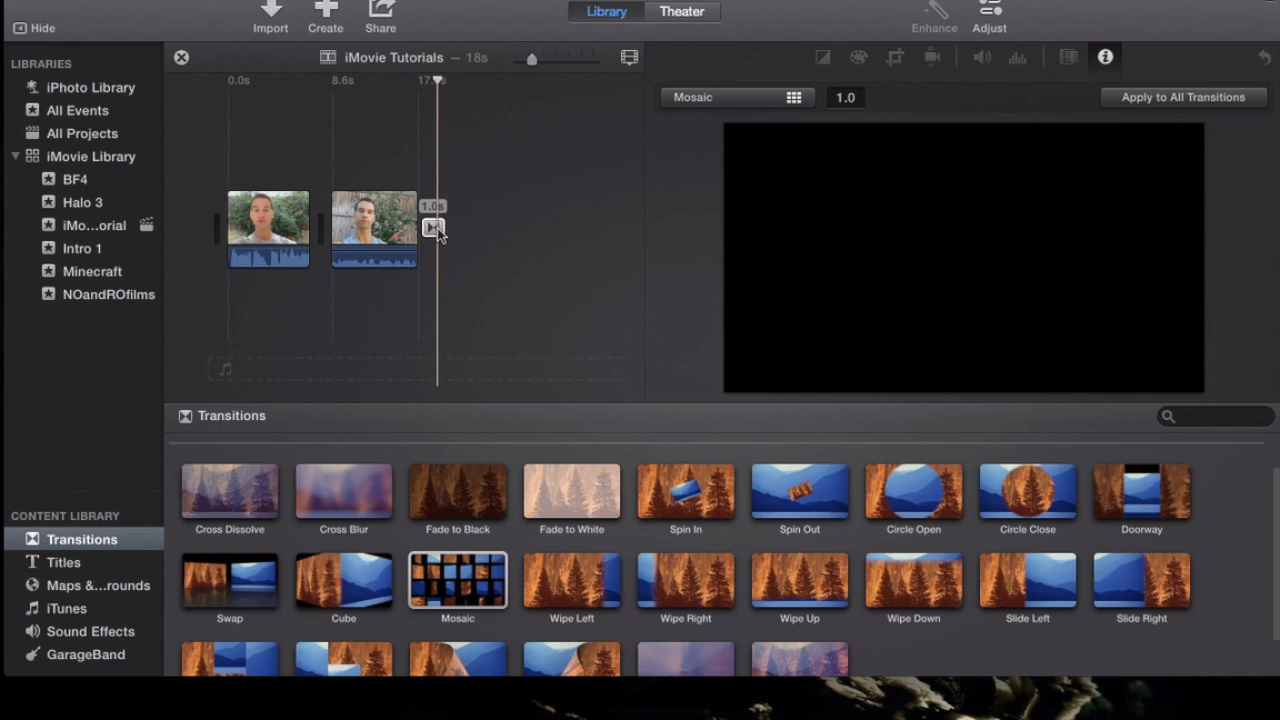 Library
Theater
Hide
Import
Create
Share
Enhance
Adjust
LIBRARIES
iPhoto Library
All Events
All Projects
iMovie Library
BF4
Halo 3
iMo...orial
Intro 1
Minecraft
NOandROfilms
iMovie Tutorials – 18s
0.0s
8.6s
1.0s
Mosaic
1.0
Apply to All Transitions
Transitions
Cross Dissolve
Cross Blur
Fade to Black
Fade to White
Spin In
Spin Out
Circle Open
Circle Close
Doorway
Swap
Cube
Mosaic
Wipe Left
Wipe Right
Wipe Up
Wipe Down
Slide Left
Slide Right
CONTENT LIBRARY
Transitions
Titles
Maps &...rounds
iTunes
Sound Effects
GarageBand